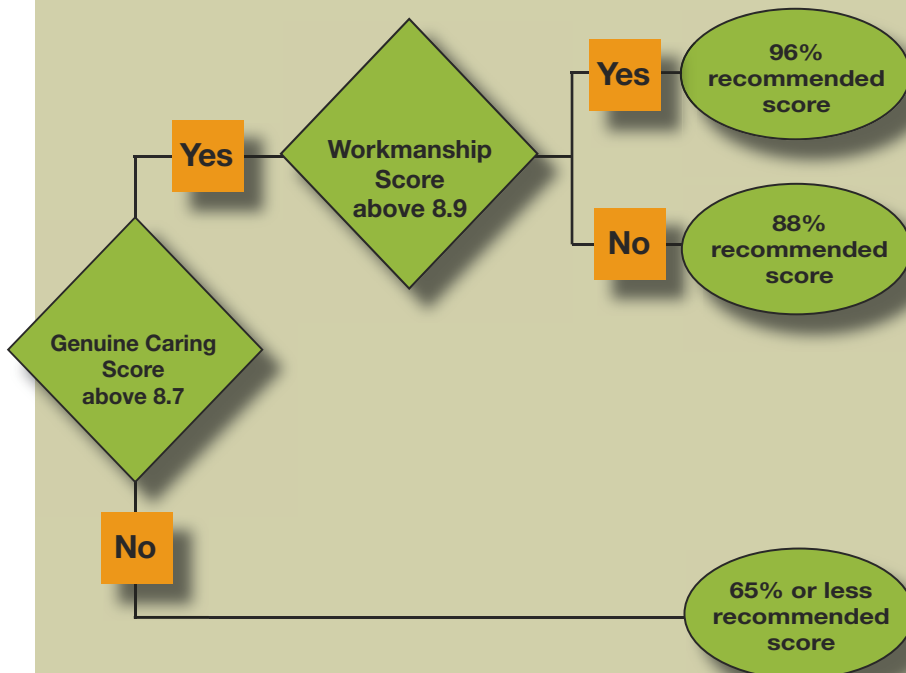 96%
recommended
score
Yes
Yes
Workmanship
Score
above 8.9
No
88%
recommended
score
Genuine Caring
Score
above 8.7
No
65% or less
recommended
score